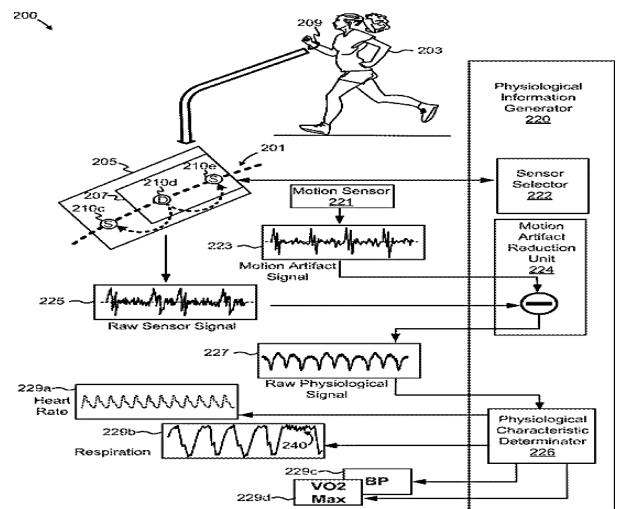 200
209
203
Physiological
Information
Generator
220
205
201
207
210e
210d
210c
S
D
S
Motion Sensor
221
Sensor
Selector
222
223
Motion Artifact
Signal
Motion
Artifact
Reduction
Unit
224
225
Raw Sensor Signal
227
Raw Physiological
Signal
229a
Heart
Rate
229b
Respiration
240
Physiological
Characteristic
Determinator
226
229c
BP
VO2
Max
229d